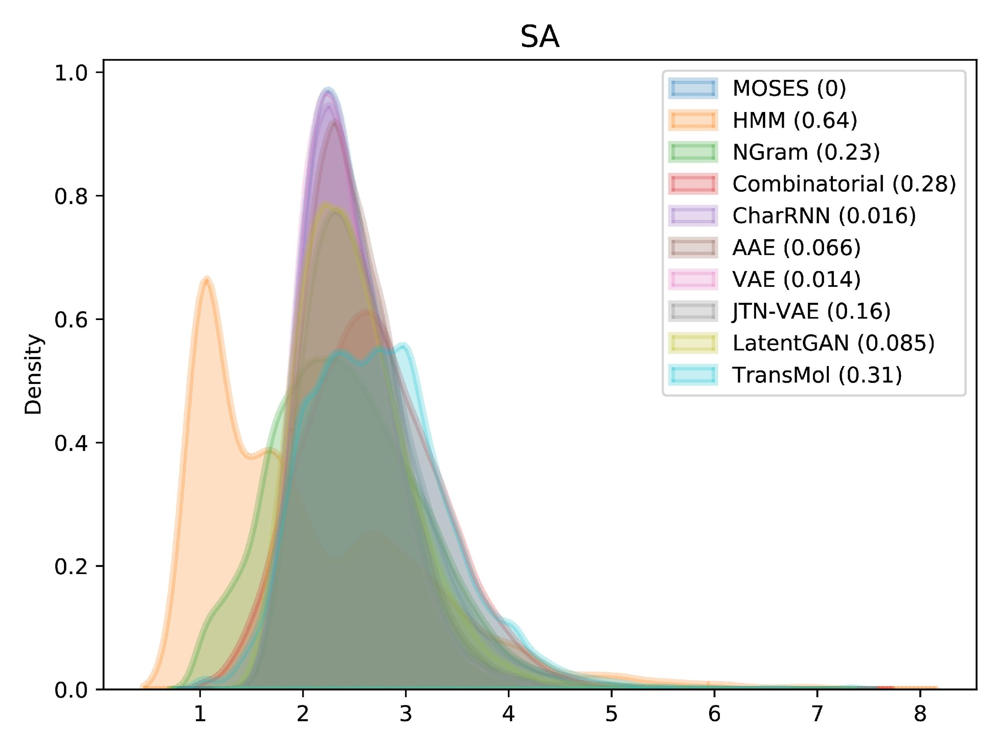 SA
1.0
0.8
0.6
0.4
0.2
0.0
Density
1 2 3 4 5 6 7 8
MOSES (0)
HMM (0.64)
NGram (0.23)
Combinatorial (0.28)
CharRNN (0.016)
AAE (0.066)
VAE (0.014)
JTN-VAE (0.16)
LatentGAN (0.085)
TransMol (0.31)